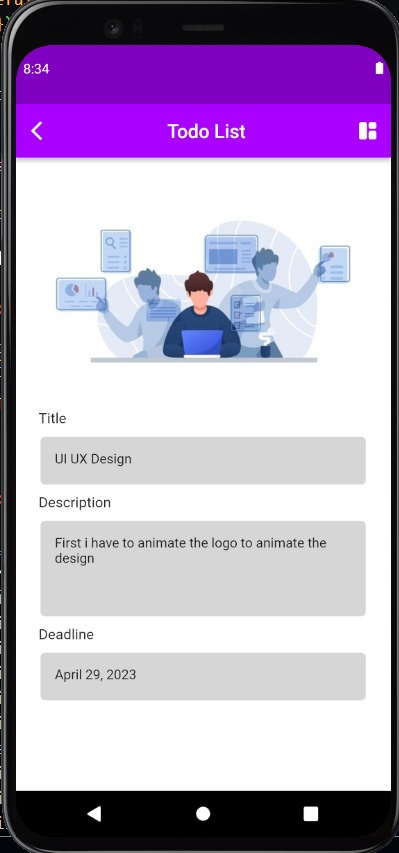 8:34
Todo List
Title
UI UX Design
Description
First i have to animate the logo to animate the
design
Deadline
April 29, 2023